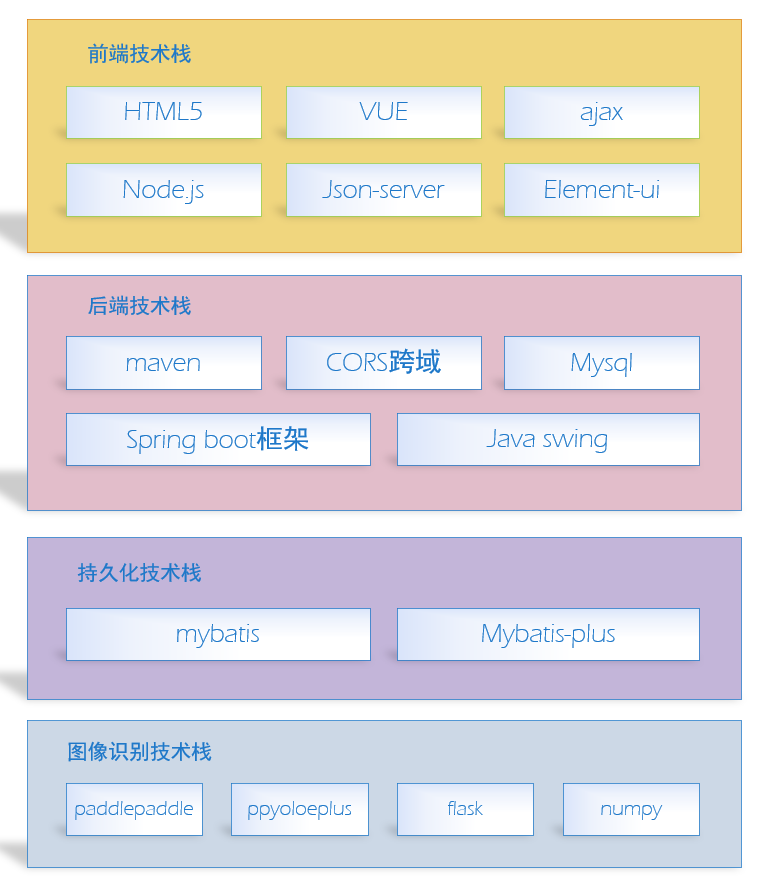 前端技术栈
HTML5 VUE ajax
Node.js Json-server Element-ui
后端技术栈
maven CORS跨域 Mysql
Spring boot框架 Java swing
持久化技术栈
mybatis Mybatis-plus
图像识别技术栈
paddlepaddle ppyoloeplus flask numpy